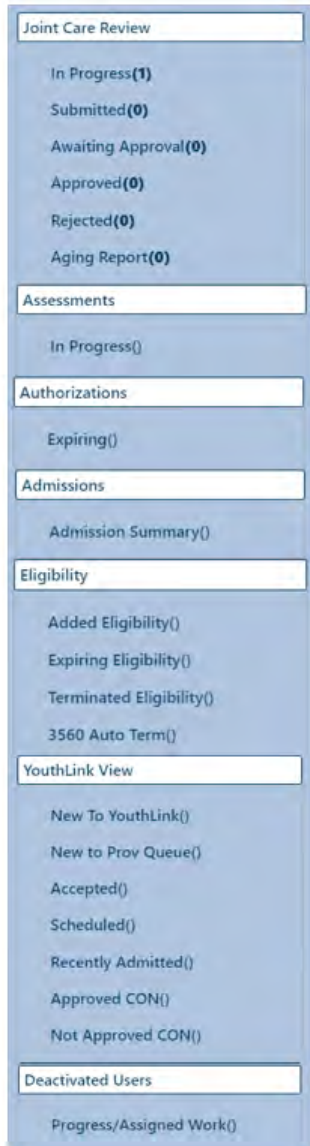 Joint Care Review
In Progress(1)
Submitted(0)
Awaiting Approval(0)
Approved(0)
Rejected(0)
Aging Report(0)
Assessments
In Progress()
Authorizations
Expiring()
Admissions
Admission Summary()
Eligibility
Added Eligibility()
Expiring Eligibility()
Terminated Eligibility()
3560 Auto Term()
YouthLink View
New To YouthLink()
New to Prov Queue()
Accepted()
Scheduled()
Recently Admitted()
Approved CON()
Not Approved CON()
Deactivated Users
Progress/Assigned Work()